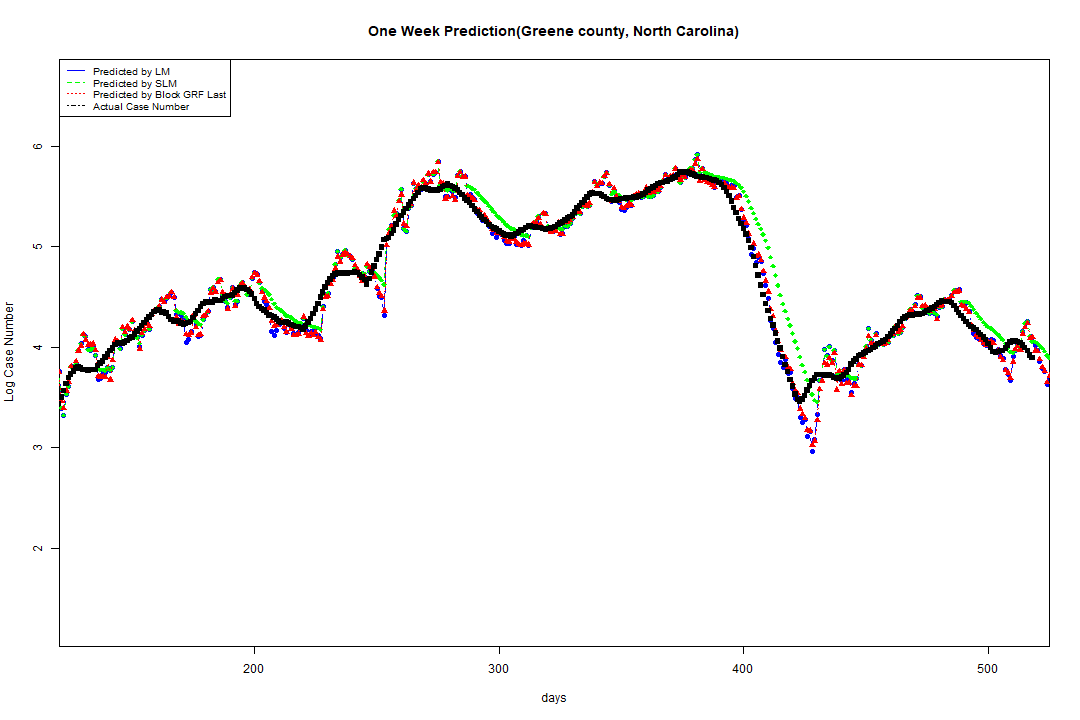 One Week Prediction(Greene county, North Carolina)
Predicted by LM
Predicted by SLM
Predicted by Block GRF Last
Actual Case Number
6
5
4
3
2
Log Case Number
200 300 400 500
days